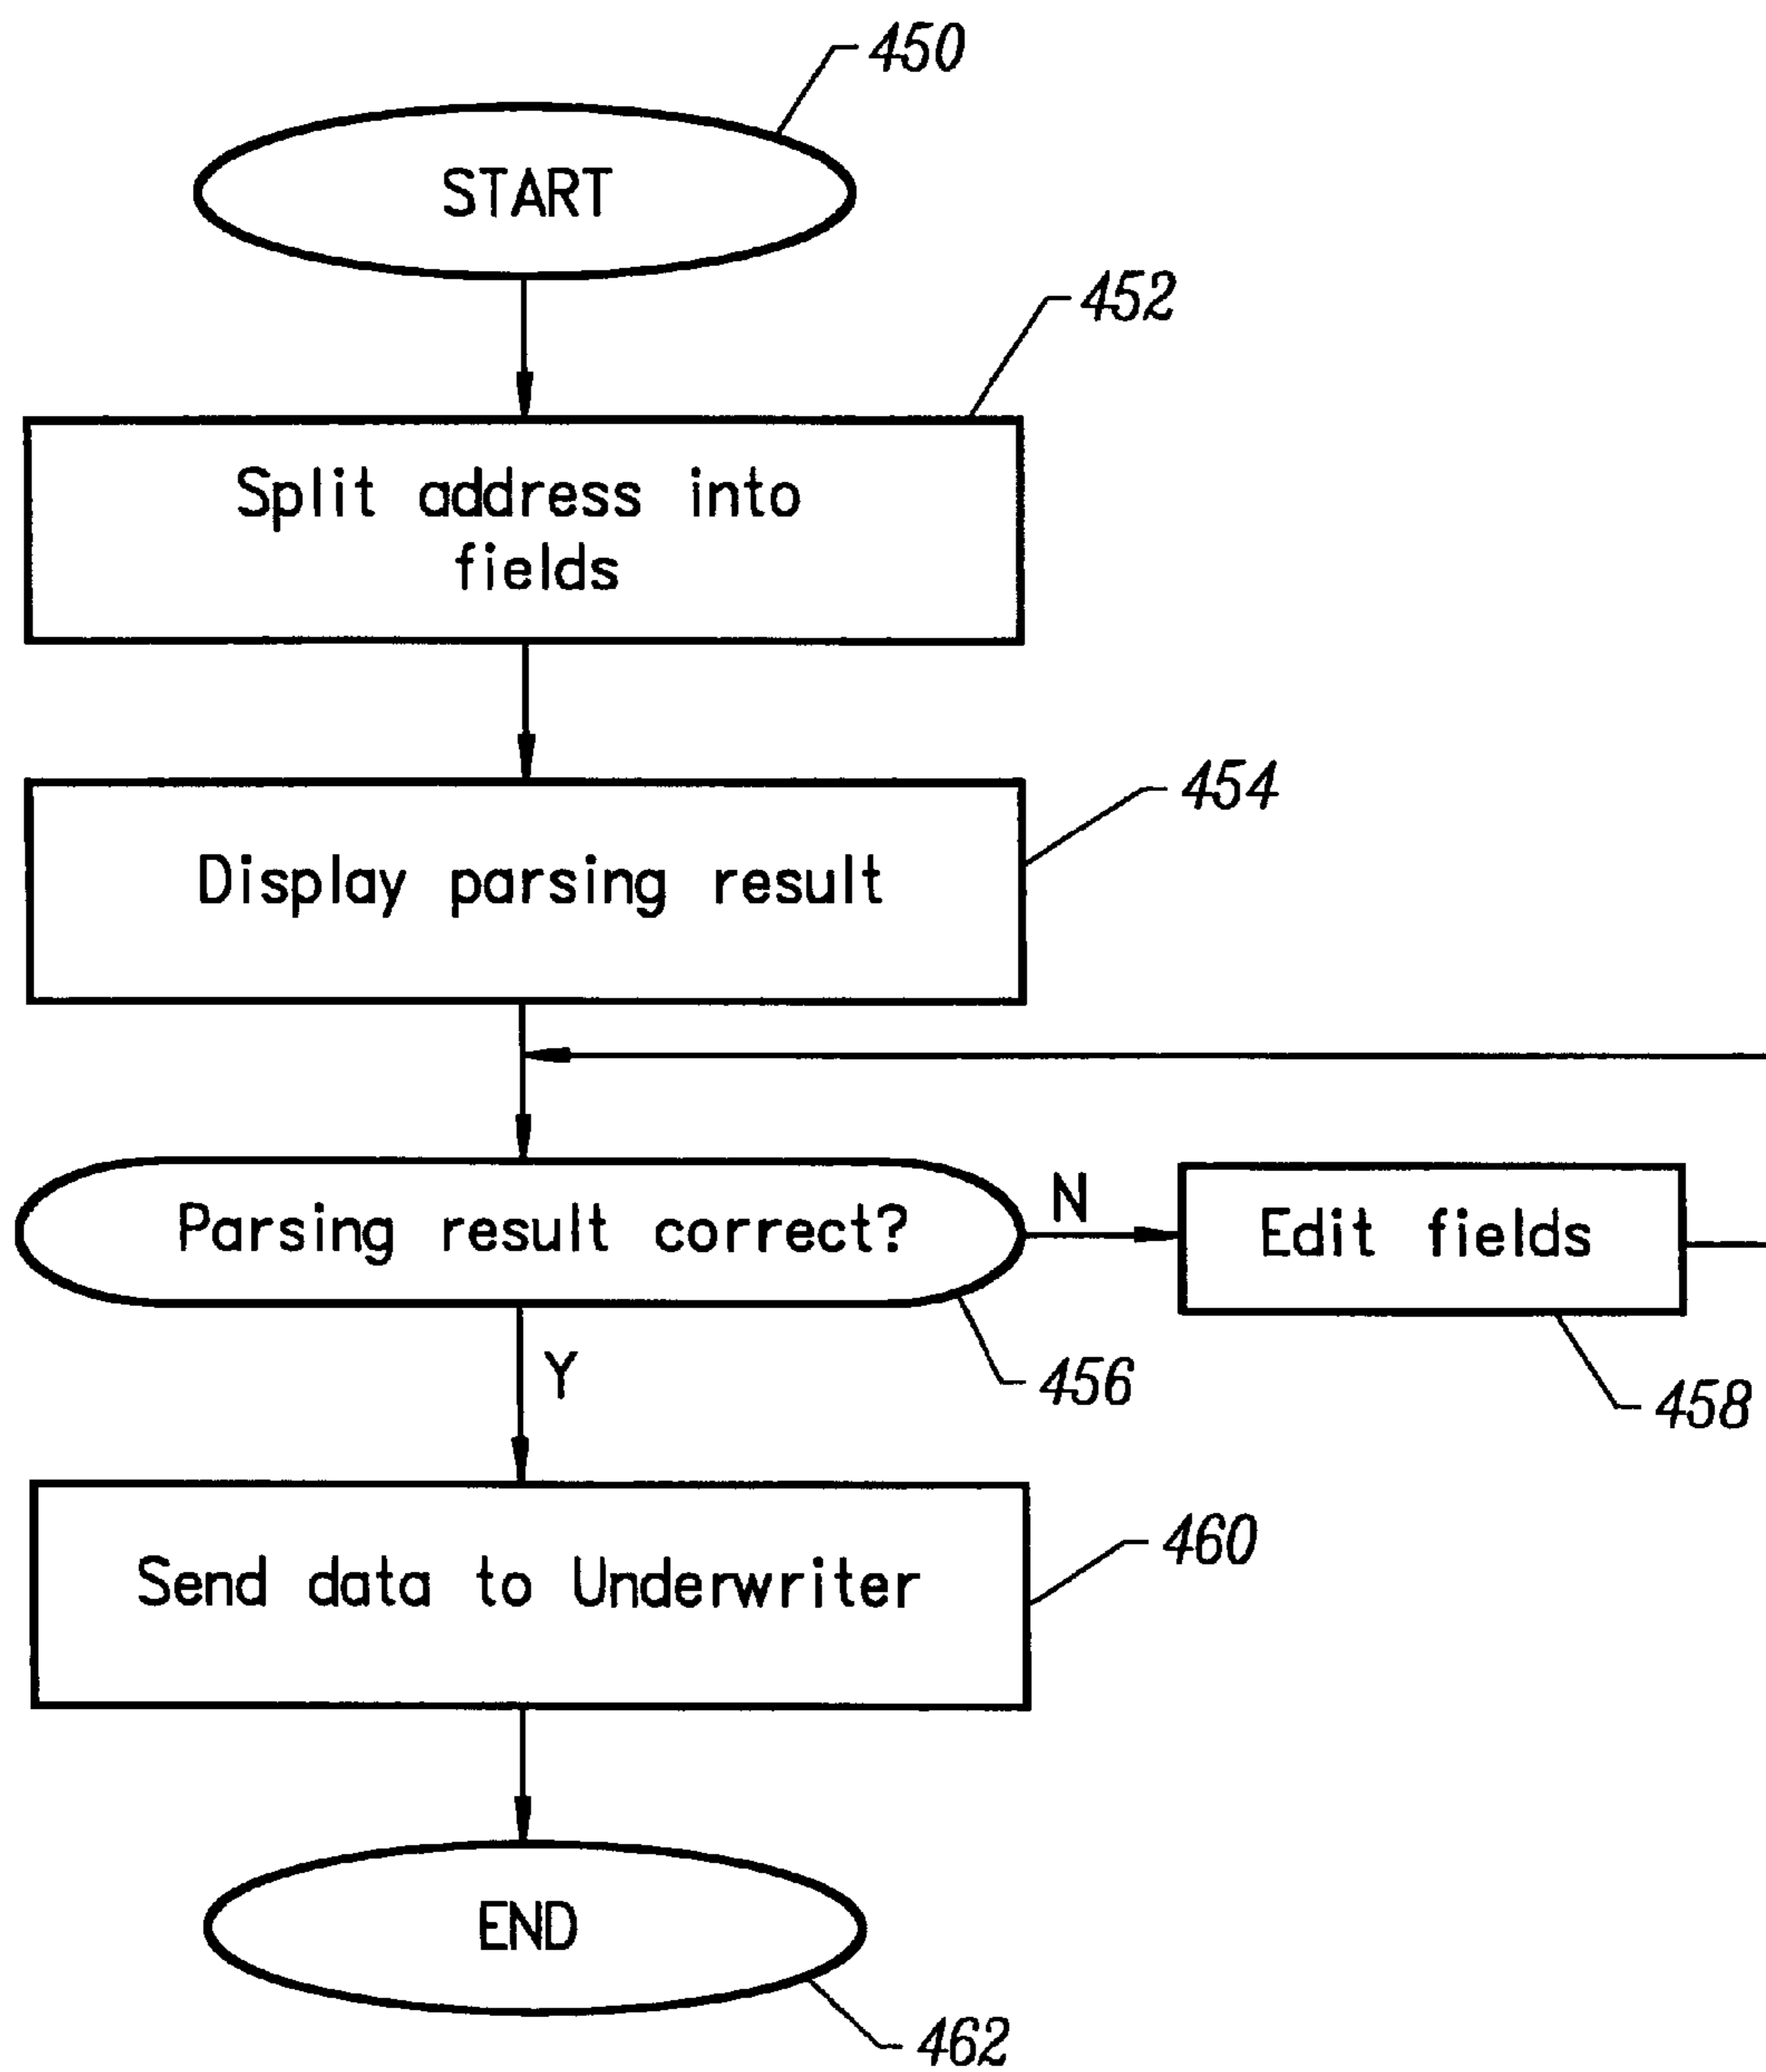 450
START
452
Split address into
fields
454
Display parsing result
Parsing result correct?
N
Edit fields
Y
456
458
460
Send data to Underwriter
END
462